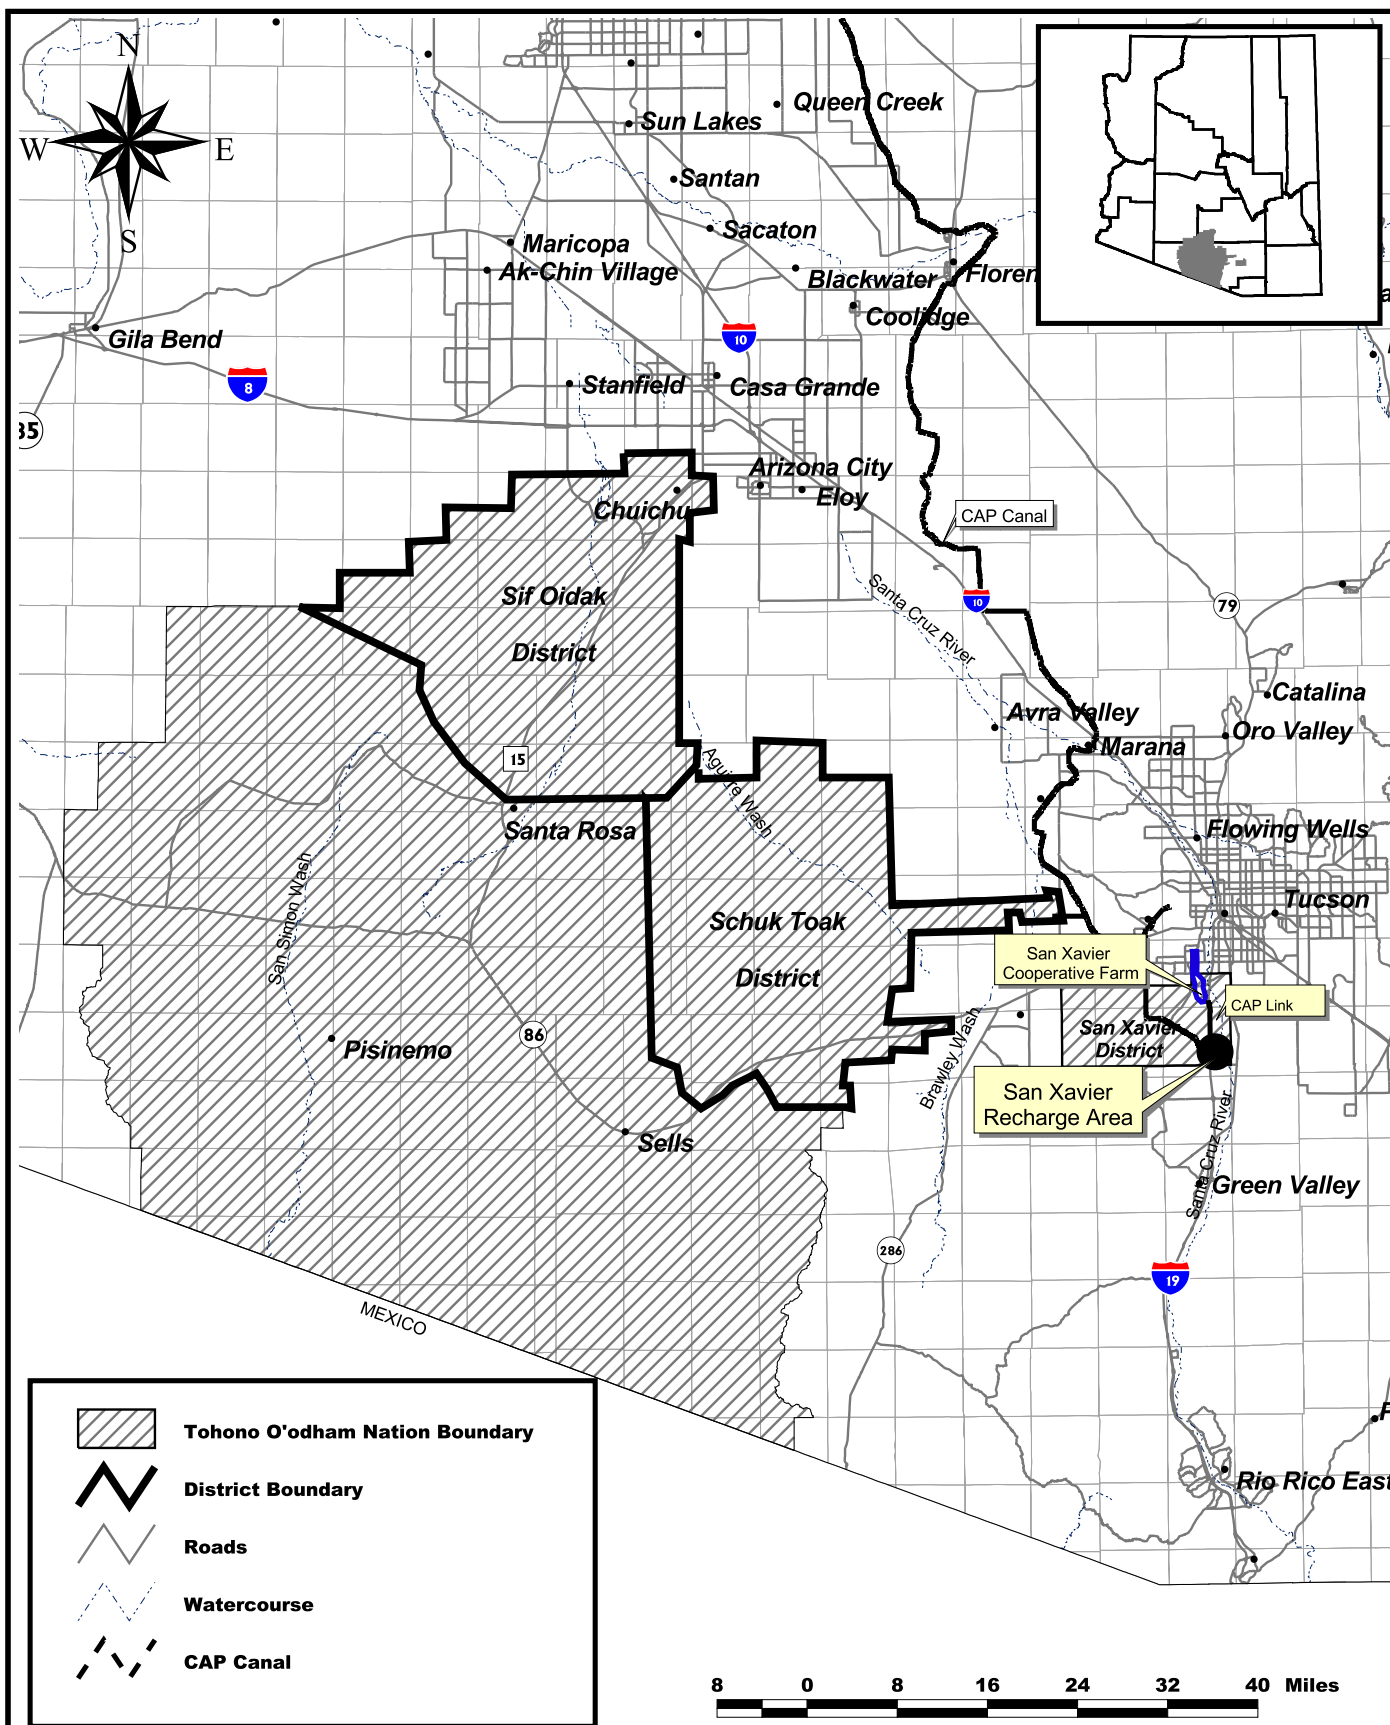 N
W
E
S
Queen Creek
Sun Lakes
Santan
Sacaton
Maricopa
Ak-Chin Village
Blackwater
Floren
Coolidge
Gila Bend
10
8
Stanfield
Casa Grande
85
Arizona City
Eloy
Chuichu
CAP Canal
Sif Oidak
District
Santa Cruz River
10
79
Catalina
Avra Valley
Oro Valley
Marana
15
Aguirre Wash
Santa Rosa
Flowing Wells
San Simon Wash
Tucson
Schuk Toak
District
San Xavier
Cooperative Farm
CAP Link
San Xavier
District
86
Pisinemo
Brawley Wash
San Xavier
Recharge Area
Sells
Santa Cruz River
Green Valley
286
19
MEXICO
Rio Rico East
Tohono O'odham Nation Boundary
District Boundary
Roads
Watercourse
CAP Canal
8 0 8 16 24 32 40 Miles